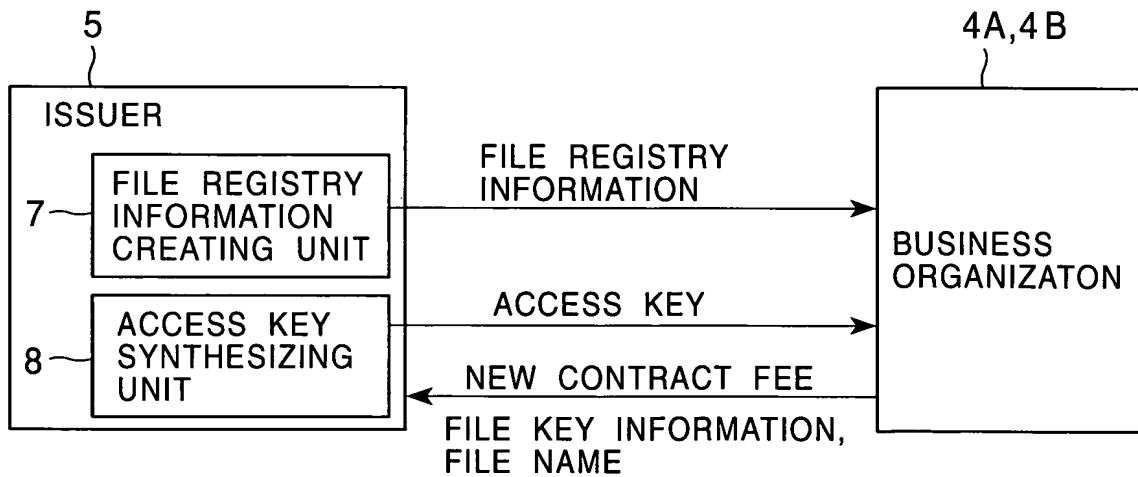 5
4A,4B
ISSUER
FILE REGISTRY
INFORMATION
CREATING UNIT
7
FILE REGISTRY
INFORMATION
BUSINESS
ORGANIZATON
ACCESS KEY
SYNTHESIZING
UNIT
8
ACCESS KEY
NEW CONTRACT FEE
FILE KEY INFORMATION,
FILE NAME